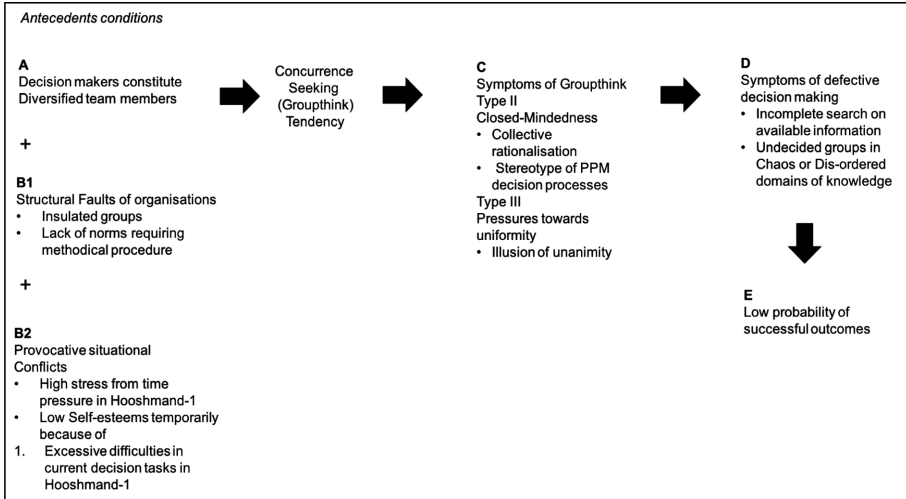 Antecedents conditions
A
Decision makers constitute
Diversified team members
+
B1
Structural Faults of organisations
• Insulated groups
• Lack of norms requiring
methodical procedure
+
B2
Provocative situational
Conflicts
• High stress from time
pressure in Hooshmand-1
• Low Self-esteems temporarily
because of
1. Excessive difficulties in
current decision tasks in
Hooshmand-1
Concurrence
Seeking
(Groupthink)
Tendency
C
Symptoms of Groupthink
Type II
Closed-Mindedness
• Collective
rationalisation
• Stereotype of PPM
decision processes
Type III
Pressures towards
uniformity
• Illusion of unanimity
D
Symptoms of defective
decision making
• Incomplete search on
available information
• Undecided groups in
Chaos or Dis-ordered
domains of knowledge
E
Low probability of
successful outcomes